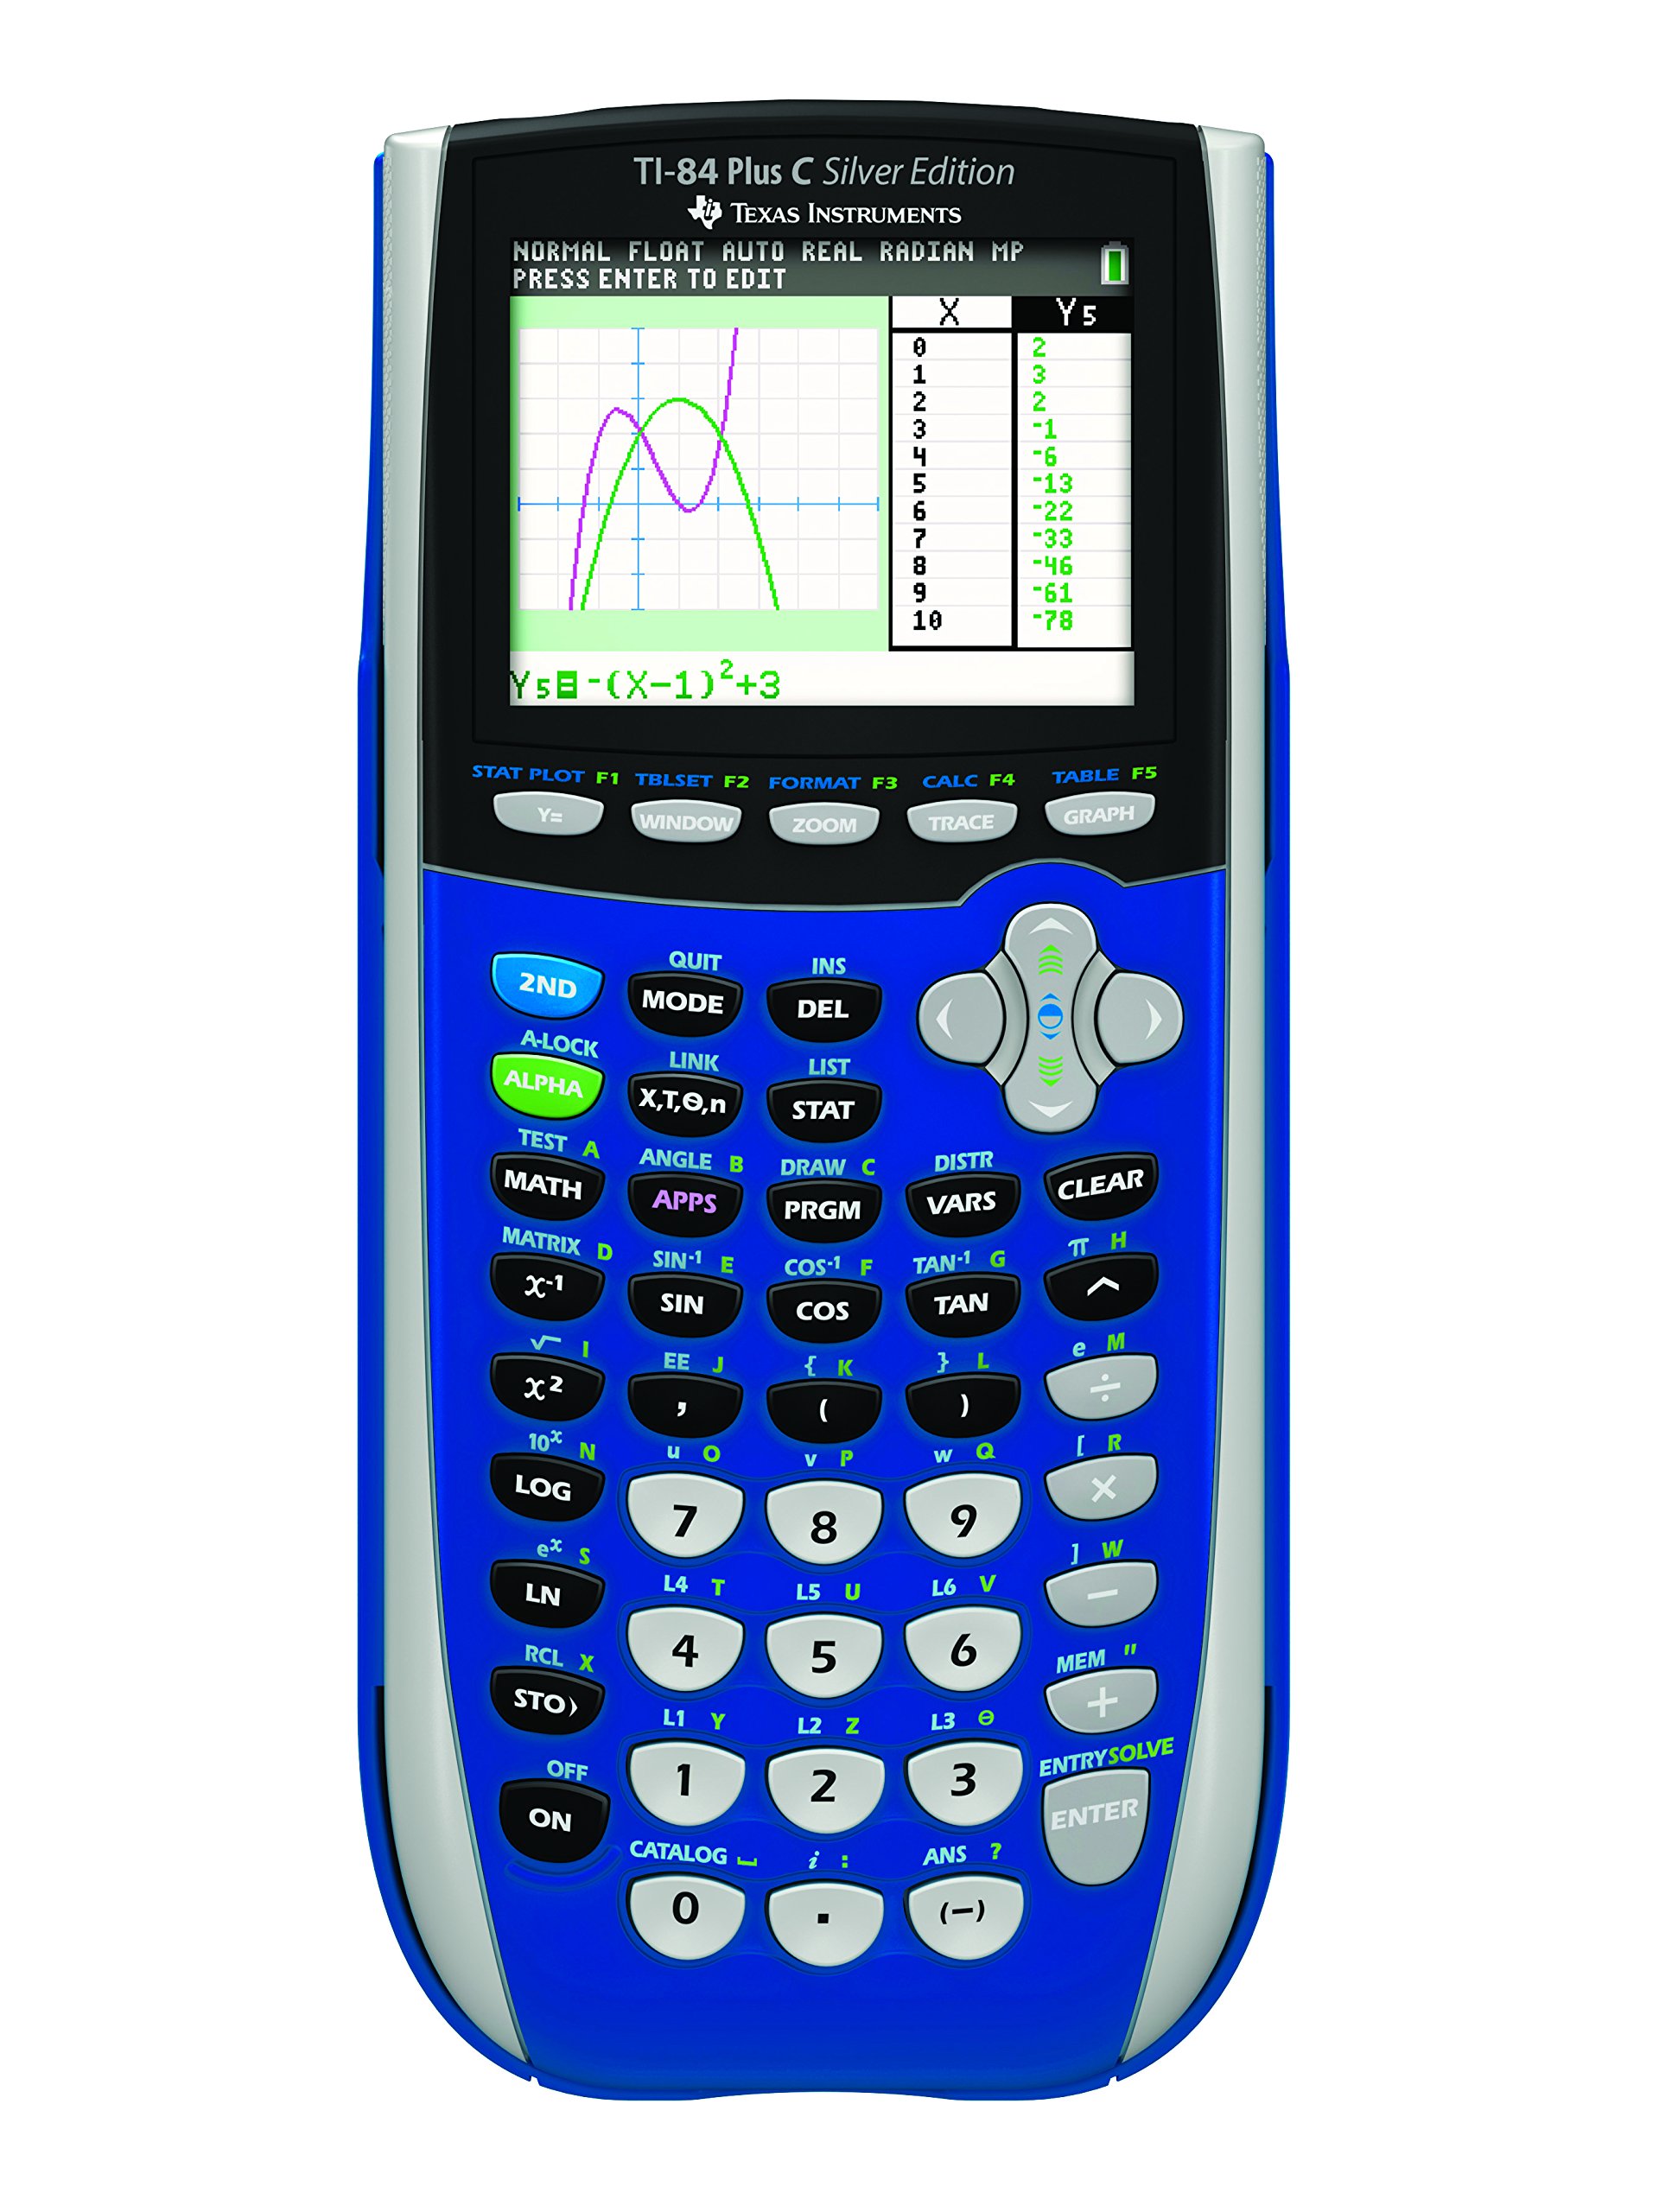 TI-84 Plus C Silver Edition
TEXAS INSTRUMENTS
NORMAL FLOAT AUTO REAL RADIAN MP
PRESS ENTER TO EDIT
X Y5
0 2
1 3
2 2
3 -1
4 -6
5 -13
6 -22
7 -33
8 -46
9 -61
10 -78
Y5=-(X-1)²+3
STAT PLOT F1 TBLSET F2 FORMAT F3 CALC F4 TABLE F5
Y= WINDOW ZOOM TRACE GRAPH
QUIT INS
2ND MODE DEL
A-LOCK LINK LIST
ALPHA X,T,Θ,n STAT
TEST A ANGLE B DRAW C DISTR
MATH APPS PRGM VARS CLEAR
MATRIX D SIN⁻¹ E COS⁻¹ F TAN⁻¹ G π H
x⁻¹ SIN COS TAN ^
√ I EE J { K } L e M
x² , ( ) ÷
10ˣ N u O v P w Q [ R
LOG 7 8 9 ×
eˣ S L4 T L5 U L6 V ] W
LN 4 5 6 −
RCL X L1 Y L2 Z L3 Θ MEM "
STO› 1 2 3 +
OFF CATALOG ⎵ i : ANS ? ENTRY SOLVE
ON 0 . (−) ENTER